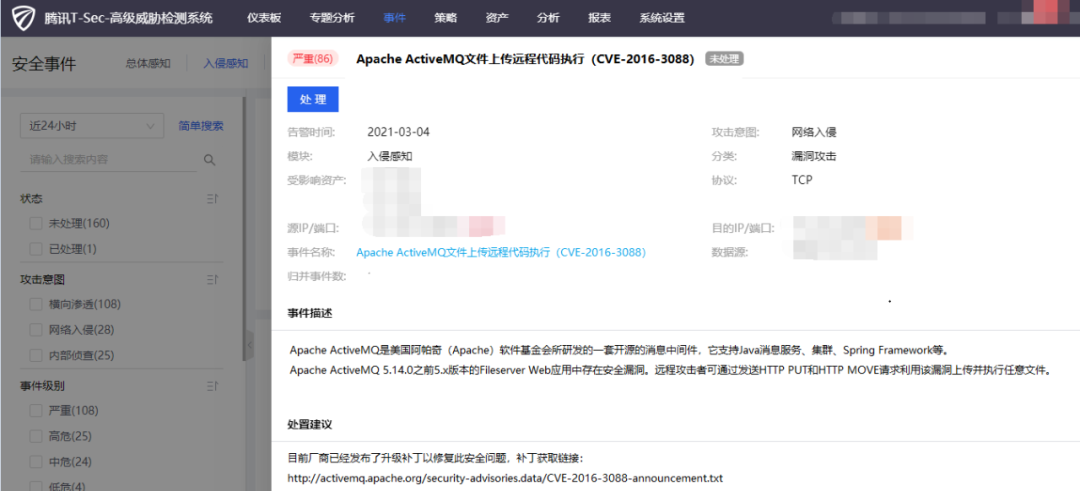 腾讯T-Sec-高级威胁检测系统 仪表板 专题分析 事件 策略 资产 分析 报表 系统设置
安全事件 总体感知 入侵感知
近24小时 简单搜索
请输入搜索内容
状态
未处理(160)
已处理(1)
攻击意图
横向渗透(108)
网络入侵(28)
内部侦查(25)
事件级别
严重(108)
高危(25)
中危(24)
低危(4)
严重(86) Apache ActiveMQ文件上传远程代码执行（CVE-2016-3088） 未处理
处 理
告警时间: 2021-03-04 攻击意图: 网络入侵
模块: 入侵感知 分类: 漏洞攻击
受影响资产: 协议: TCP
源IP/端口: 目的IP/端口:
事件名称: Apache ActiveMQ文件上传远程代码执行（CVE-2016-3088） 数据源:
归并事件数:
事件描述
Apache ActiveMQ是美国阿帕奇（Apache）软件基金会所研发的一套开源的消息中间件，它支持Java消息服务、集群、Spring Framework等。
Apache ActiveMQ 5.14.0之前5.x版本的Fileserver Web应用中存在安全漏洞。远程攻击者可通过发送HTTP PUT和HTTP MOVE请求利用该漏洞上传并执行任意文件。
处置建议
目前厂商已经发布了升级补丁以修复此安全问题，补丁获取链接：
http://activemq.apache.org/security-advisories.data/CVE-2016-3088-announcement.txt